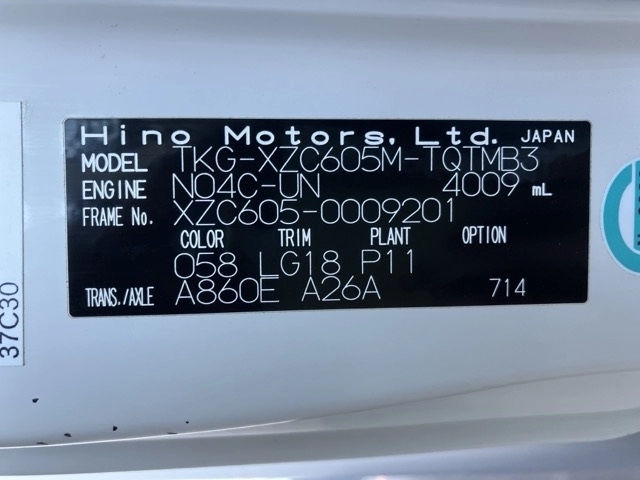 Hino Motors, Ltd. JAPAN
MODEL TKG-XZC605M-TQTMB3
ENGINE N04C-UN 4009 mL
FRAME No. XZC605-0009201
COLOR TRIM PLANT OPTION
058 LG18 P11
TRANS./AXLE A860E A26A 714
37C30